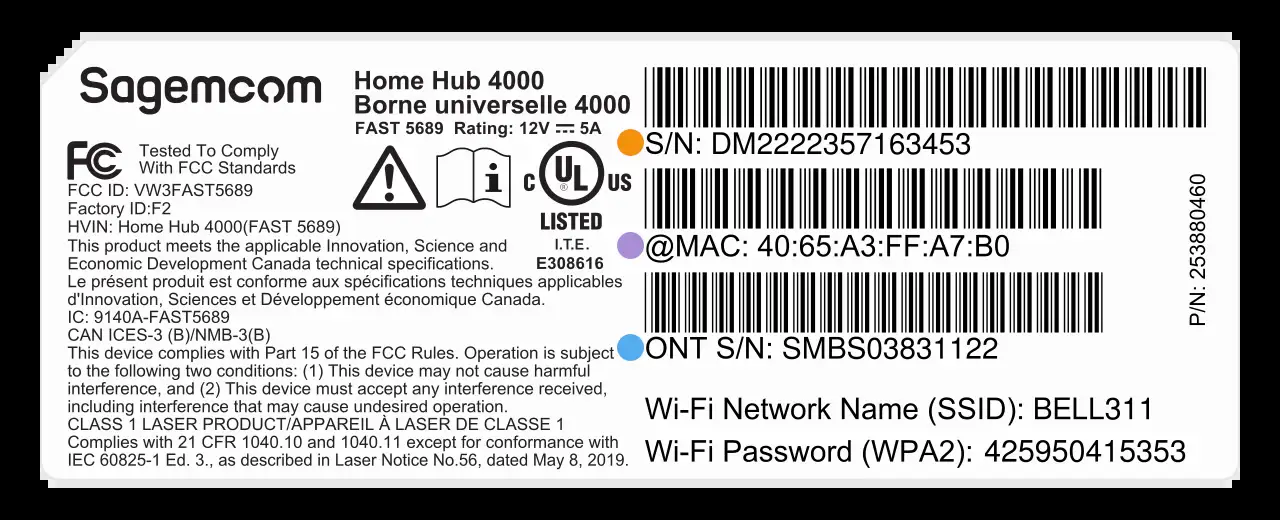 Sagemcom
Home Hub 4000
Borne universelle 4000
FAST 5689 Rating: 12V ⎓ 5A
FC
Tested To Comply
With FCC Standards
FCC ID: VW3FAST5689
Factory ID:F2
HVIN: Home Hub 4000(FAST 5689)
This product meets the applicable Innovation, Science and
Economic Development Canada technical specifications.
Le présent produit est conforme aux spécifications techniques applicables
d'Innovation, Sciences et Développement économique Canada.
IC: 9140A-FAST5689
CAN ICES-3 (B)/NMB-3(B)
This device complies with Part 15 of the FCC Rules. Operation is subject
to the following two conditions: (1) This device may not cause harmful
interference, and (2) This device must accept any interference received,
including interference that may cause undesired operation.
CLASS 1 LASER PRODUCT/APPAREIL À LASER DE CLASSE 1
Complies with 21 CFR 1040.10 and 1040.11 except for conformance with
IEC 60825-1 Ed. 3., as described in Laser Notice No.56, dated May 8, 2019.
i
C UL ® US
LISTED
I.T.E.
E308616
S/N: DM2222357163453
@MAC: 40:65:A3:FF:A7:B0
ONT S/N: SMBS03831122
Wi-Fi Network Name (SSID): BELL311
Wi-Fi Password (WPA2): 425950415353
P/N: 253880460